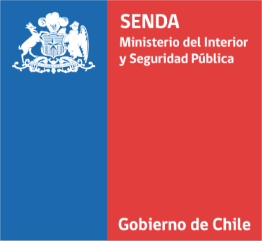 SENDA
Ministerio del Interior
y Seguridad Pública
Gobierno de Chile